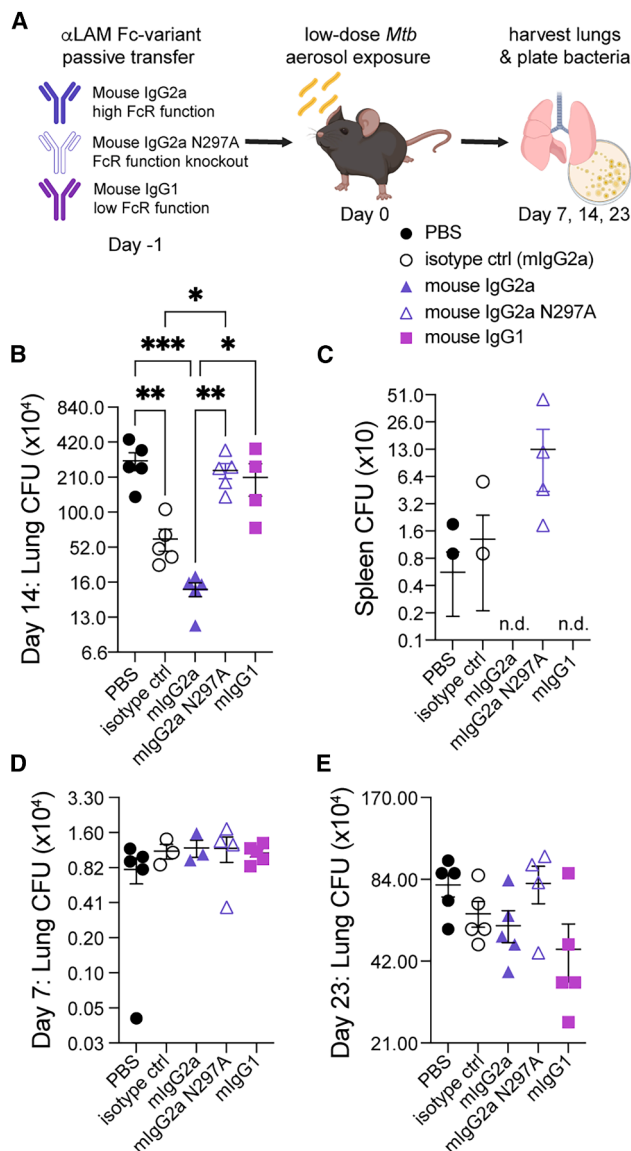 A
αLAM Fc-variant
passive transfer
Mouse IgG2a
high FcR function
Mouse IgG2a N297A
FcR function knockout
Mouse IgG1
low FcR function
Day -1
low-dose Mtb
aerosol exposure
Day 0
harvest lungs
& plate bacteria
Day 7, 14, 23
PBS
isotype ctrl (mIgG2a)
mouse IgG2a
mouse IgG2a N297A
mouse IgG1
B
Day 14: Lung CFU (x10⁴)
840.0
420.0
210.0
100.0
52.0
16.0
13.0
6.6
*
***
*
**
**
PBS
isotype ctrl
mIgG2a
mIgG2a N297A
mIgG1
C
Spleen CFU (x10)
51.0
26.0
13.0
6.4
3.2
1.6
0.8
0.4
0.2
0.1
n.d.
n.d.
PBS
isotype ctrl
mIgG2a
mIgG2a N297A
mIgG1
D
Day 7: Lung CFU (x10⁴)
3.30
1.60
0.82
0.41
0.20
0.10
0.05
0.03
PBS
isotype ctrl
mIgG2a
mIgG2a N297A
mIgG1
E
Day 23: Lung CFU (x10⁴)
170.00
84.00
42.00
21.00
PBS
isotype ctrl
mIgG2a
mIgG2a N297A
mIgG1